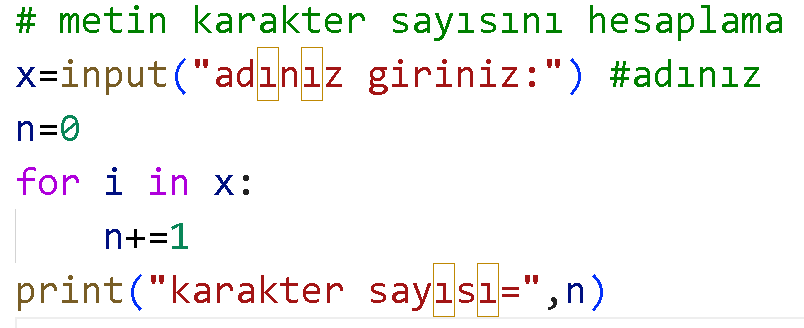 # metin karakter sayısını hesaplama
x=input("adınız giriniz:") #adınız
n=0
for i in x:
    n+=1
print("karakter sayısı=",n)